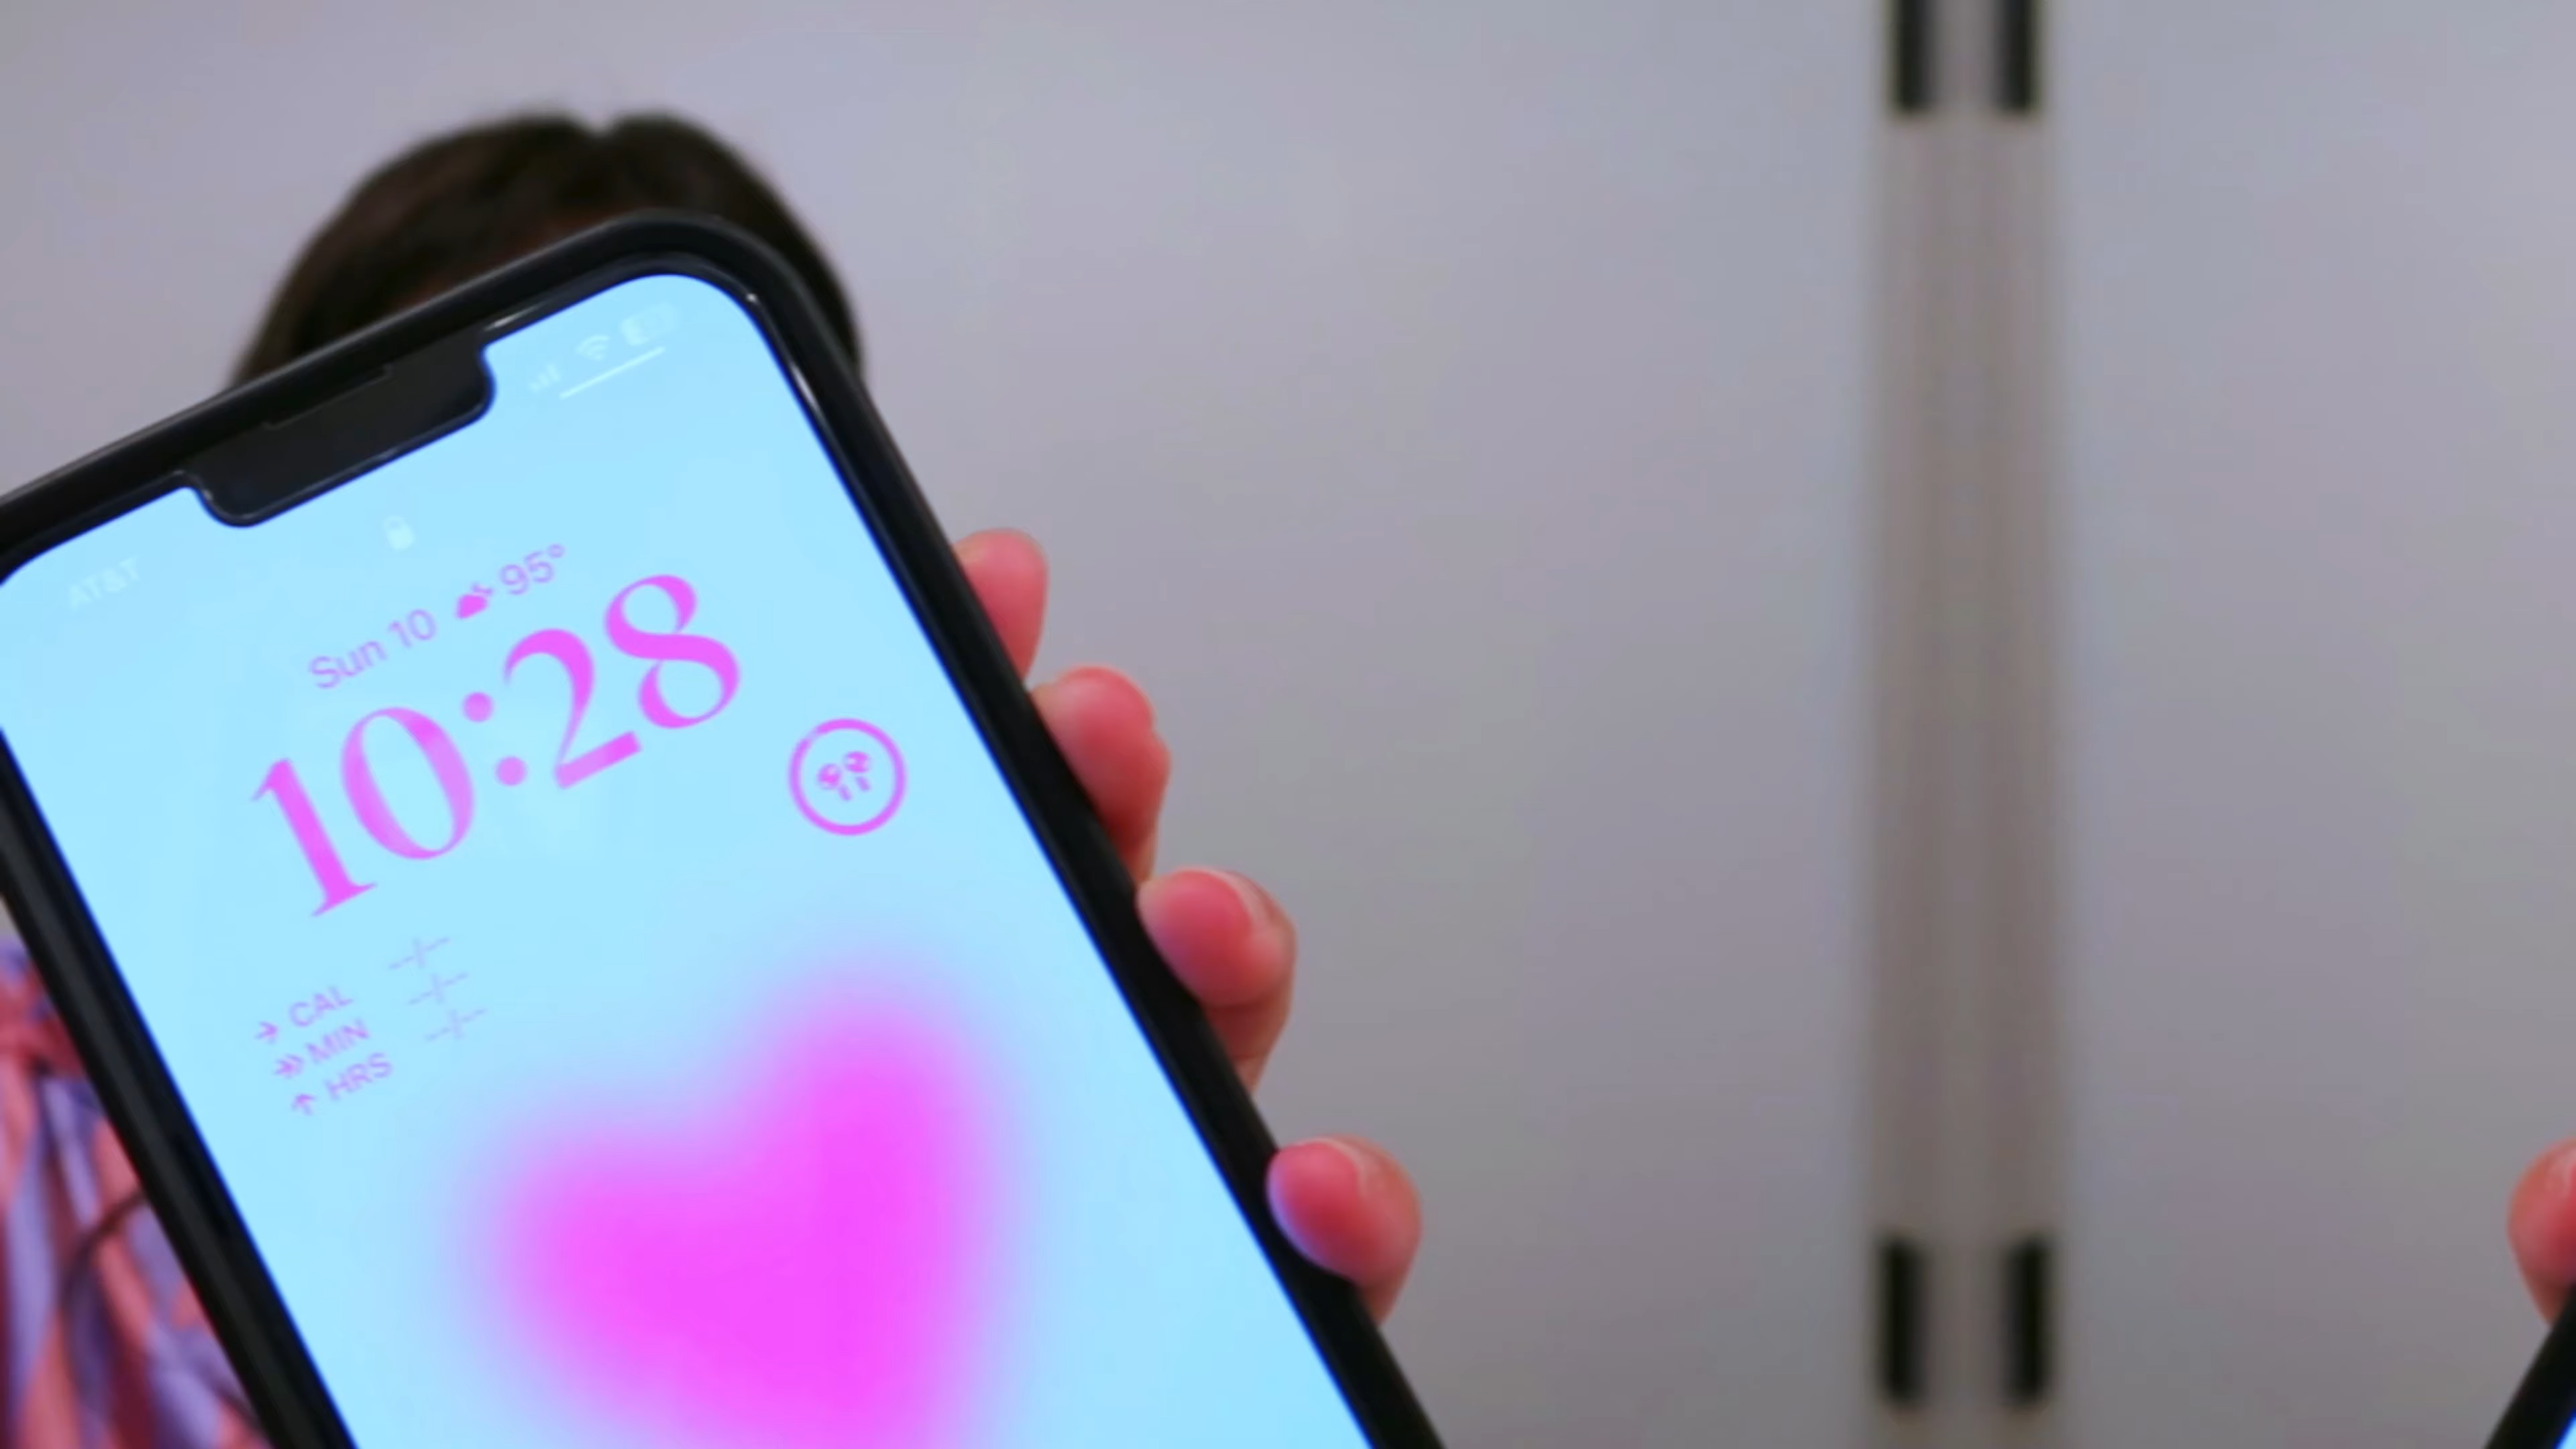 AT&T
Sun 10 95°
10:28
CAL --/--
MIN --/--
HRS --/--